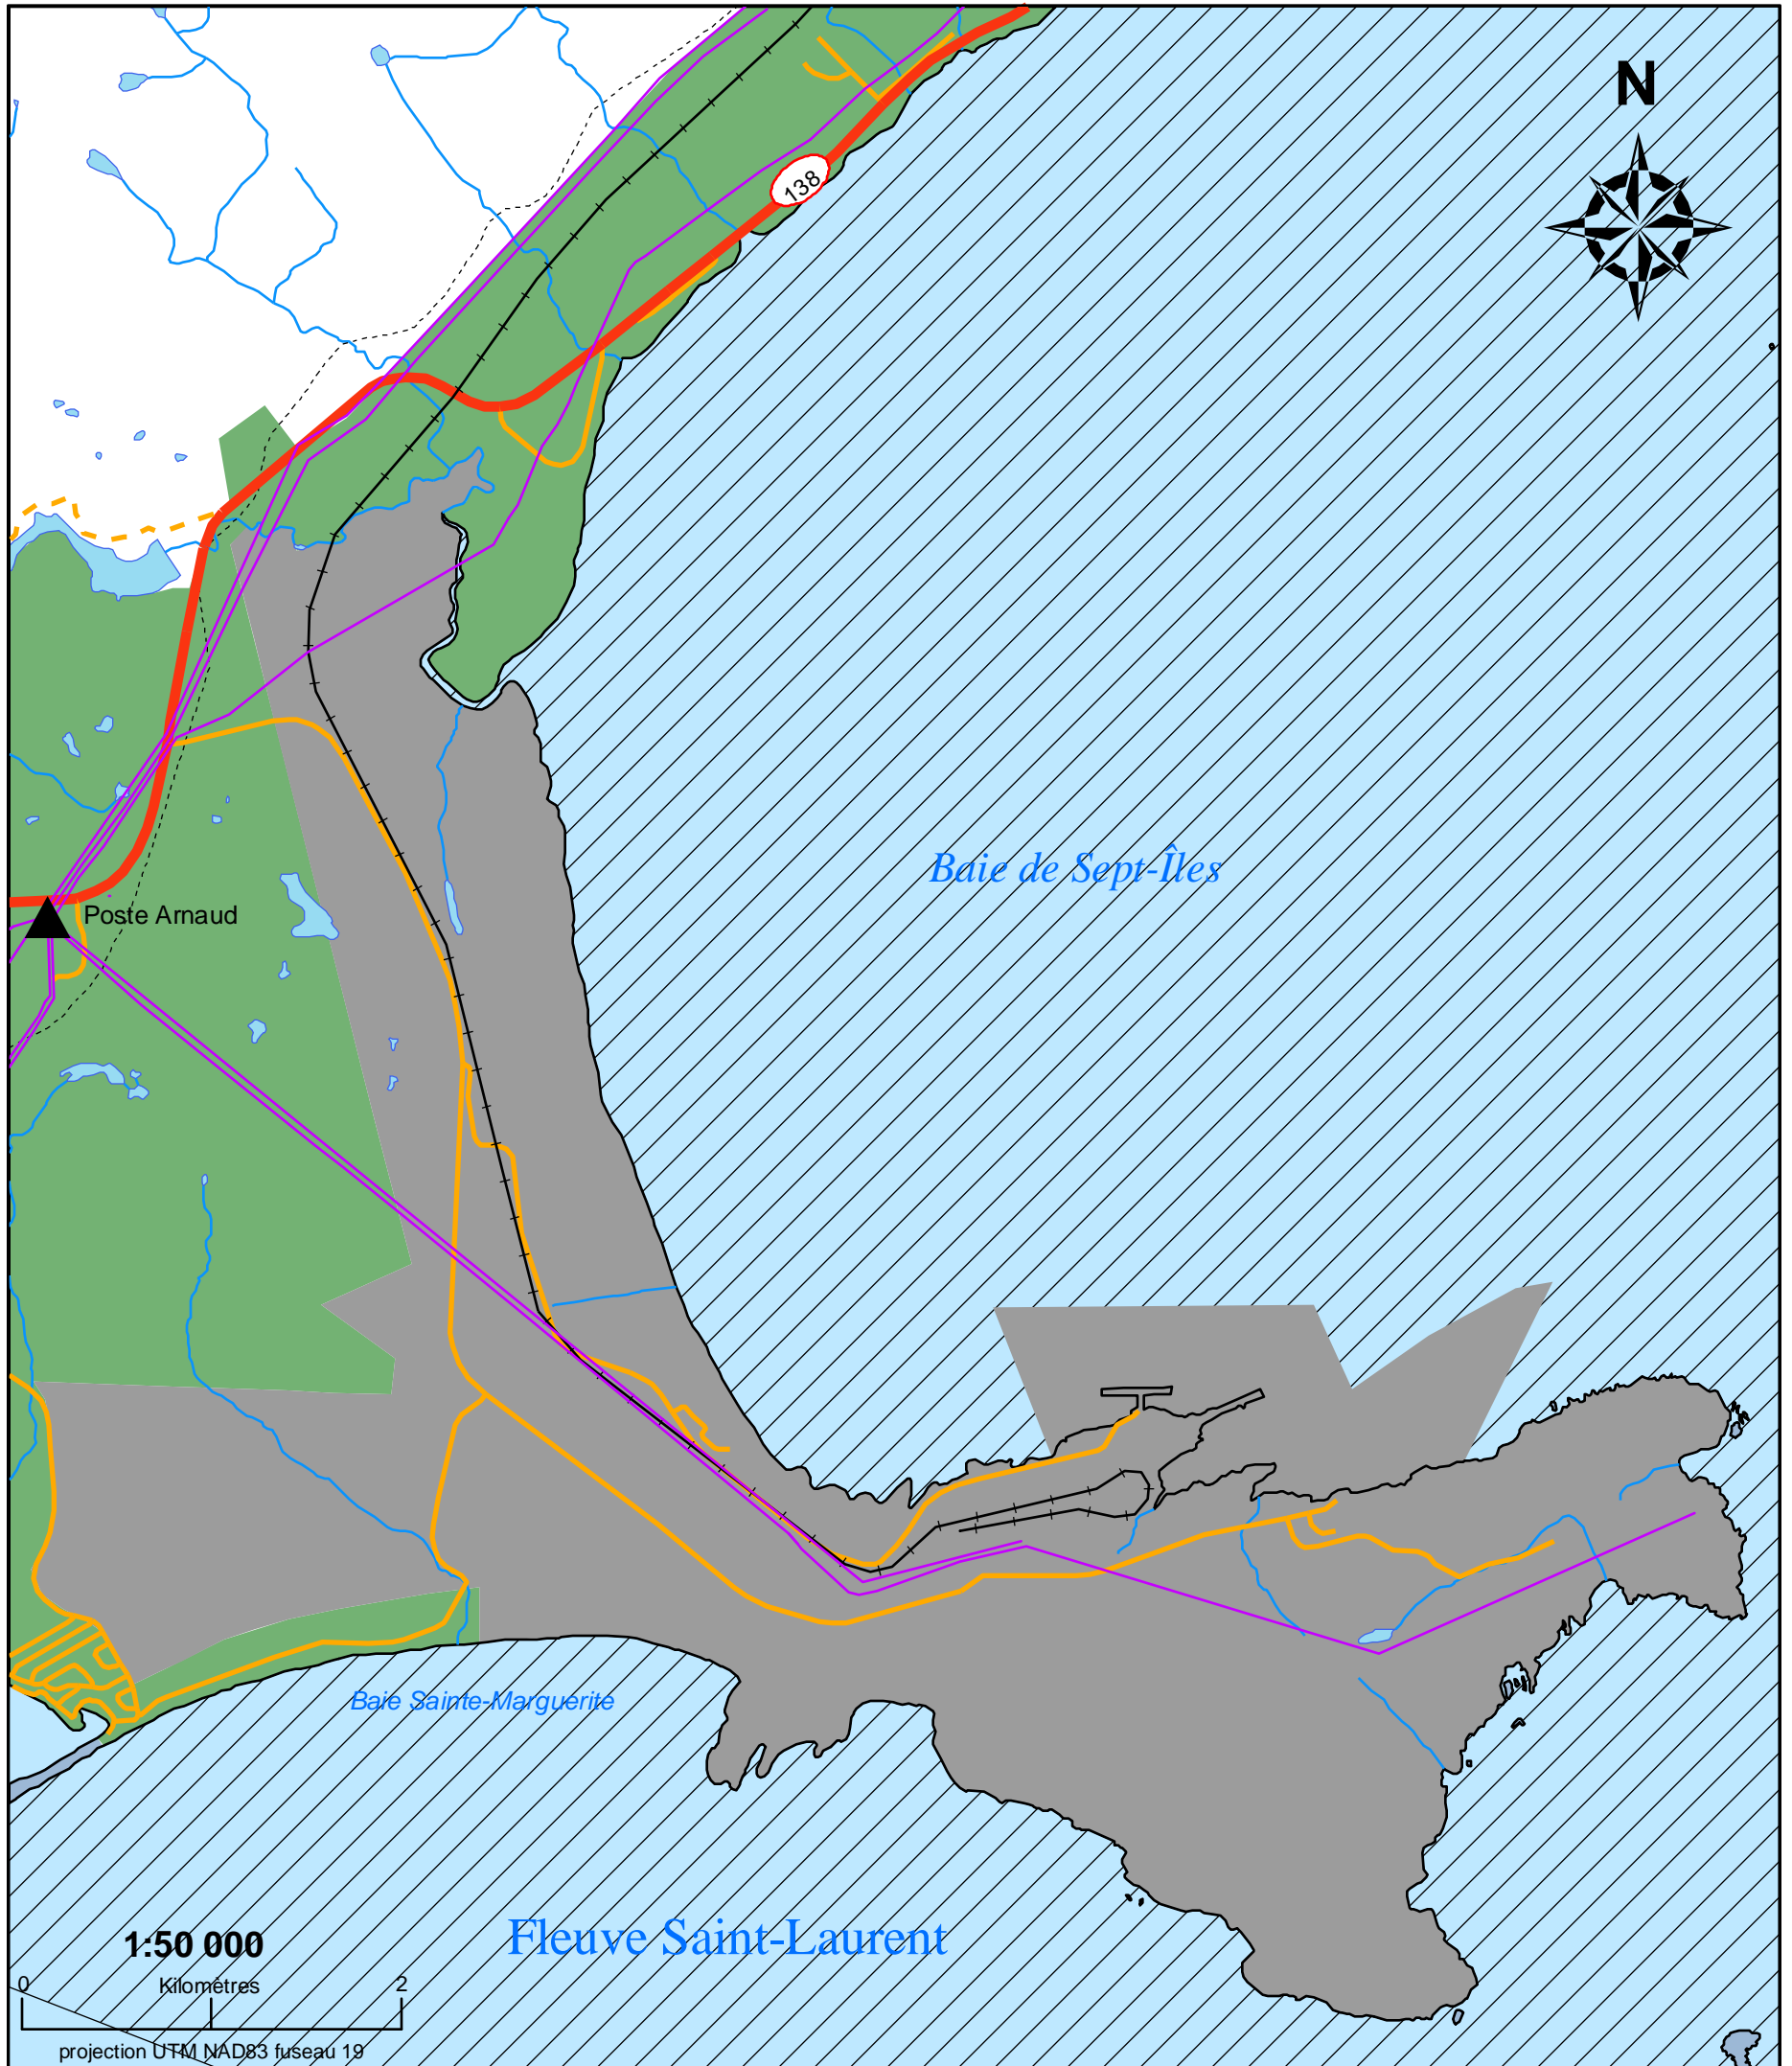 N
138
Baie de Sept-Îles
Poste Arnaud
Baie Sainte-Marguerite
Fleuve Saint-Laurent
1:50 000
Kilomètres
0 2
projection UTM NAD83 fuseau 19